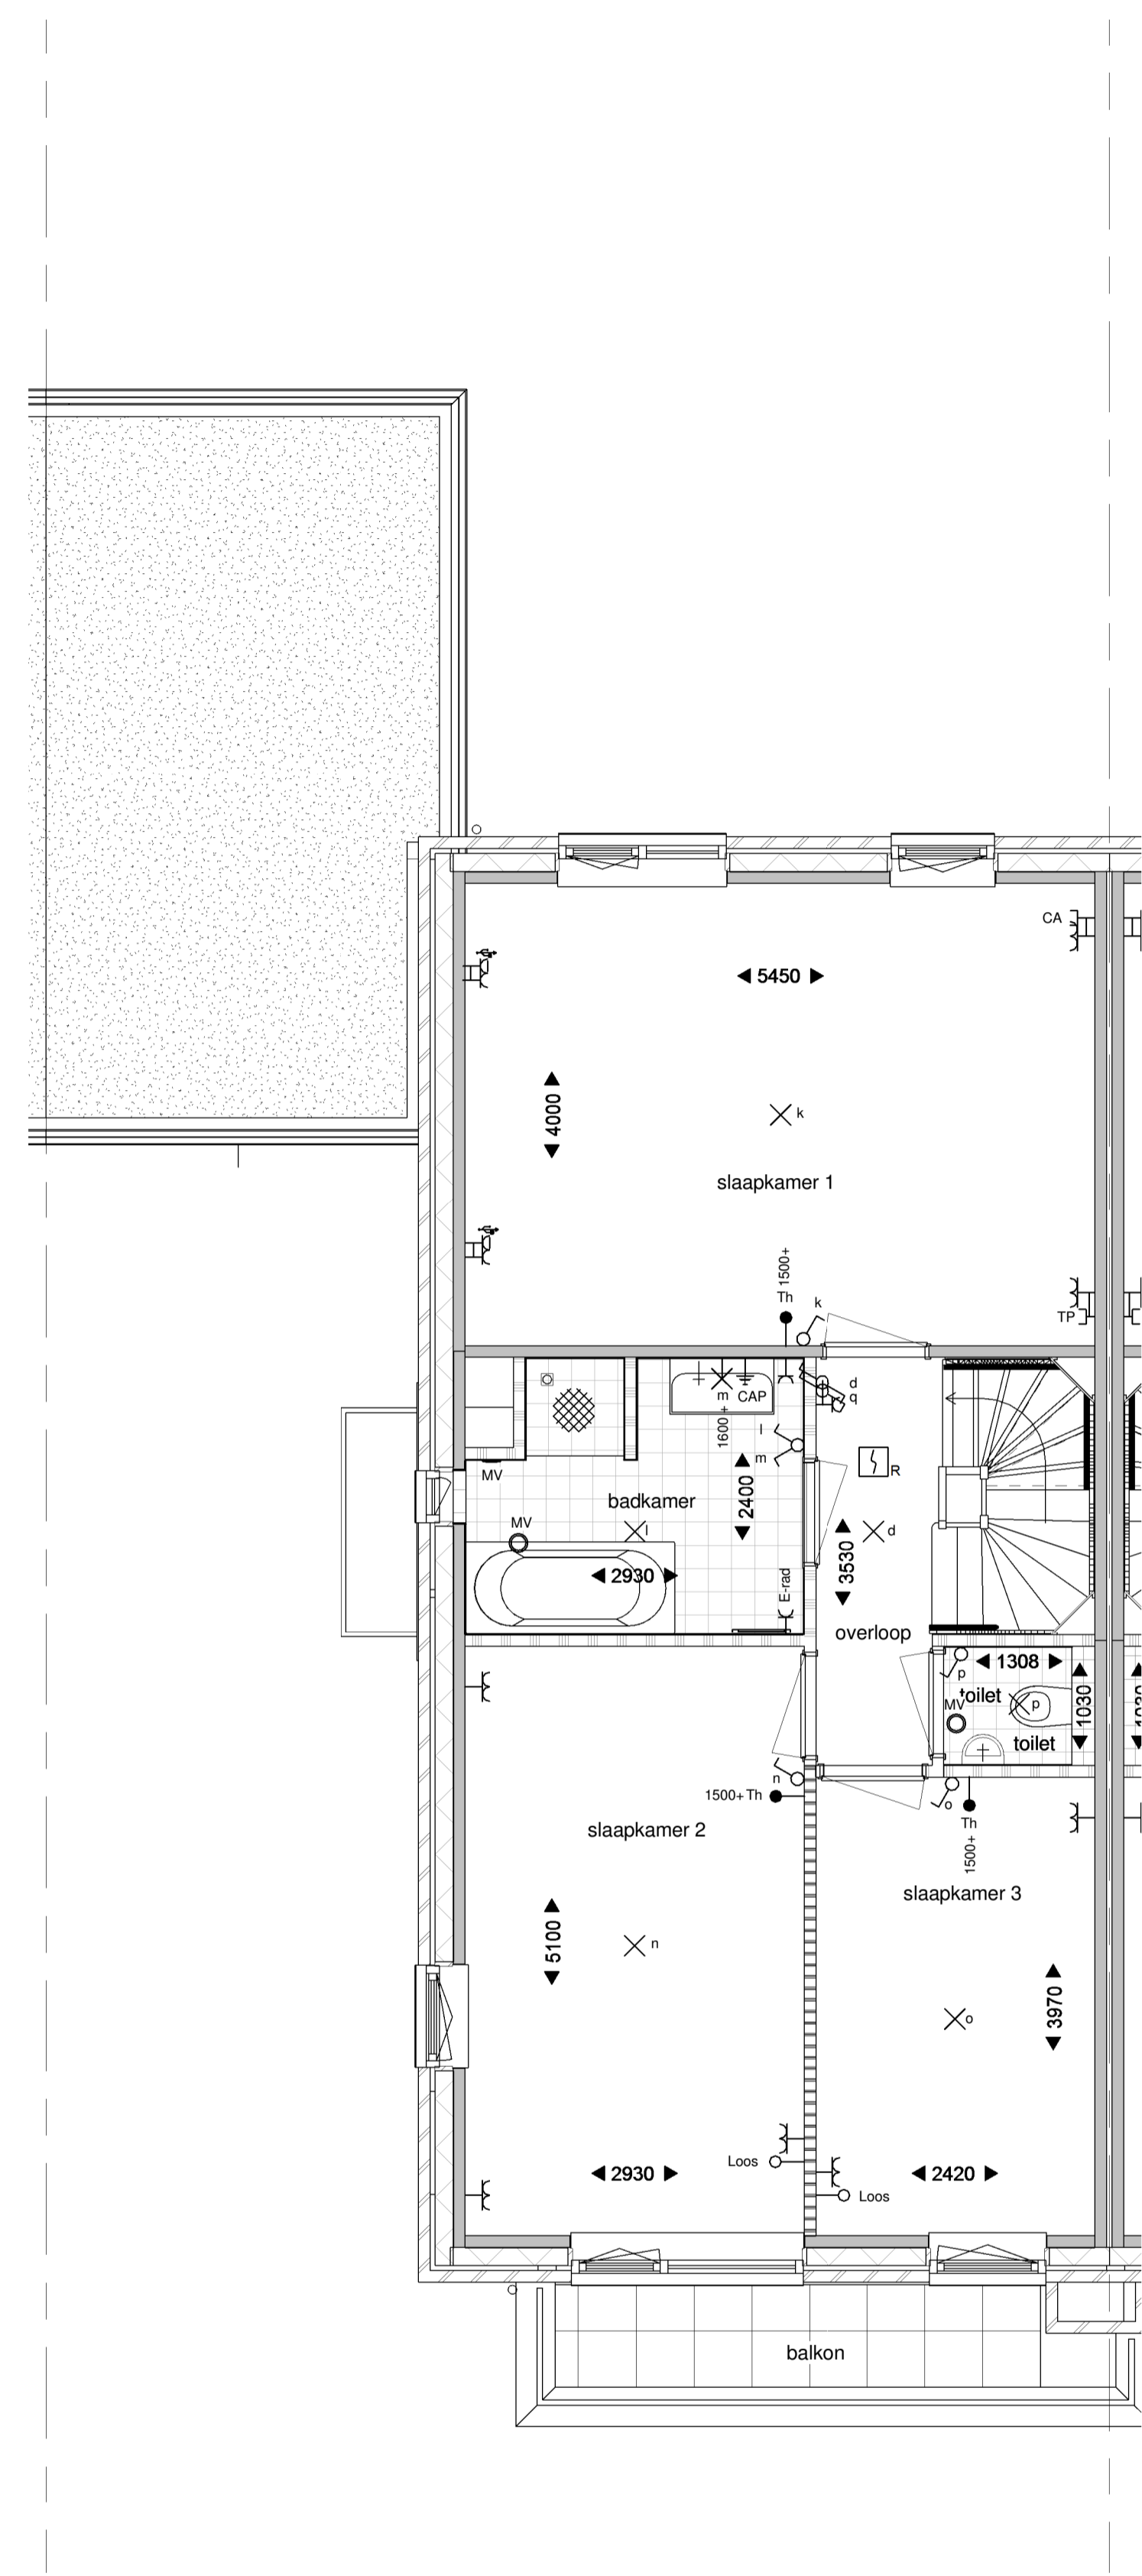 CA
5450
4000
k
slaapkamer 1
1500+
Th
k
TP
d
q
m
CAP
1600 +
l
m
MV
R
badkamer
2400
MV
l
d
3530
2930
E-rad
overloop
1308
p
toilet
MV
p
1030
toilet
n
1500+ Th
o
Th
1500+
slaapkamer 2
slaapkamer 3
5100
n
3970
o
Loos
2930
2420
Loos
balkon